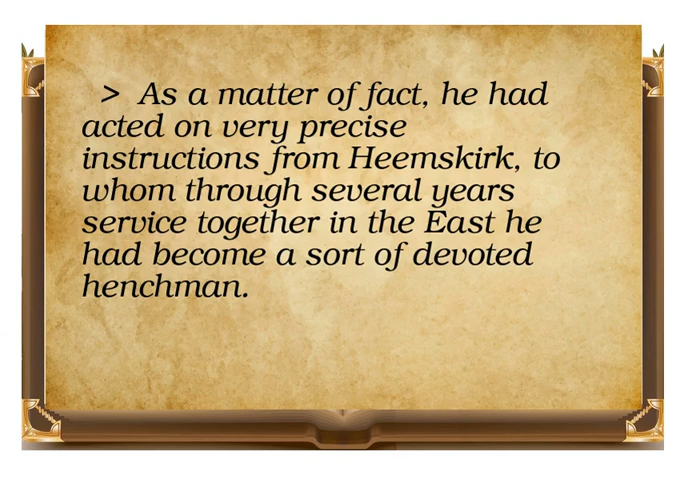 > As a matter of fact, he had
acted on very precise
instructions from Heemskirk, to
whom through several years
service together in the East he
had become a sort of devoted
henchman.